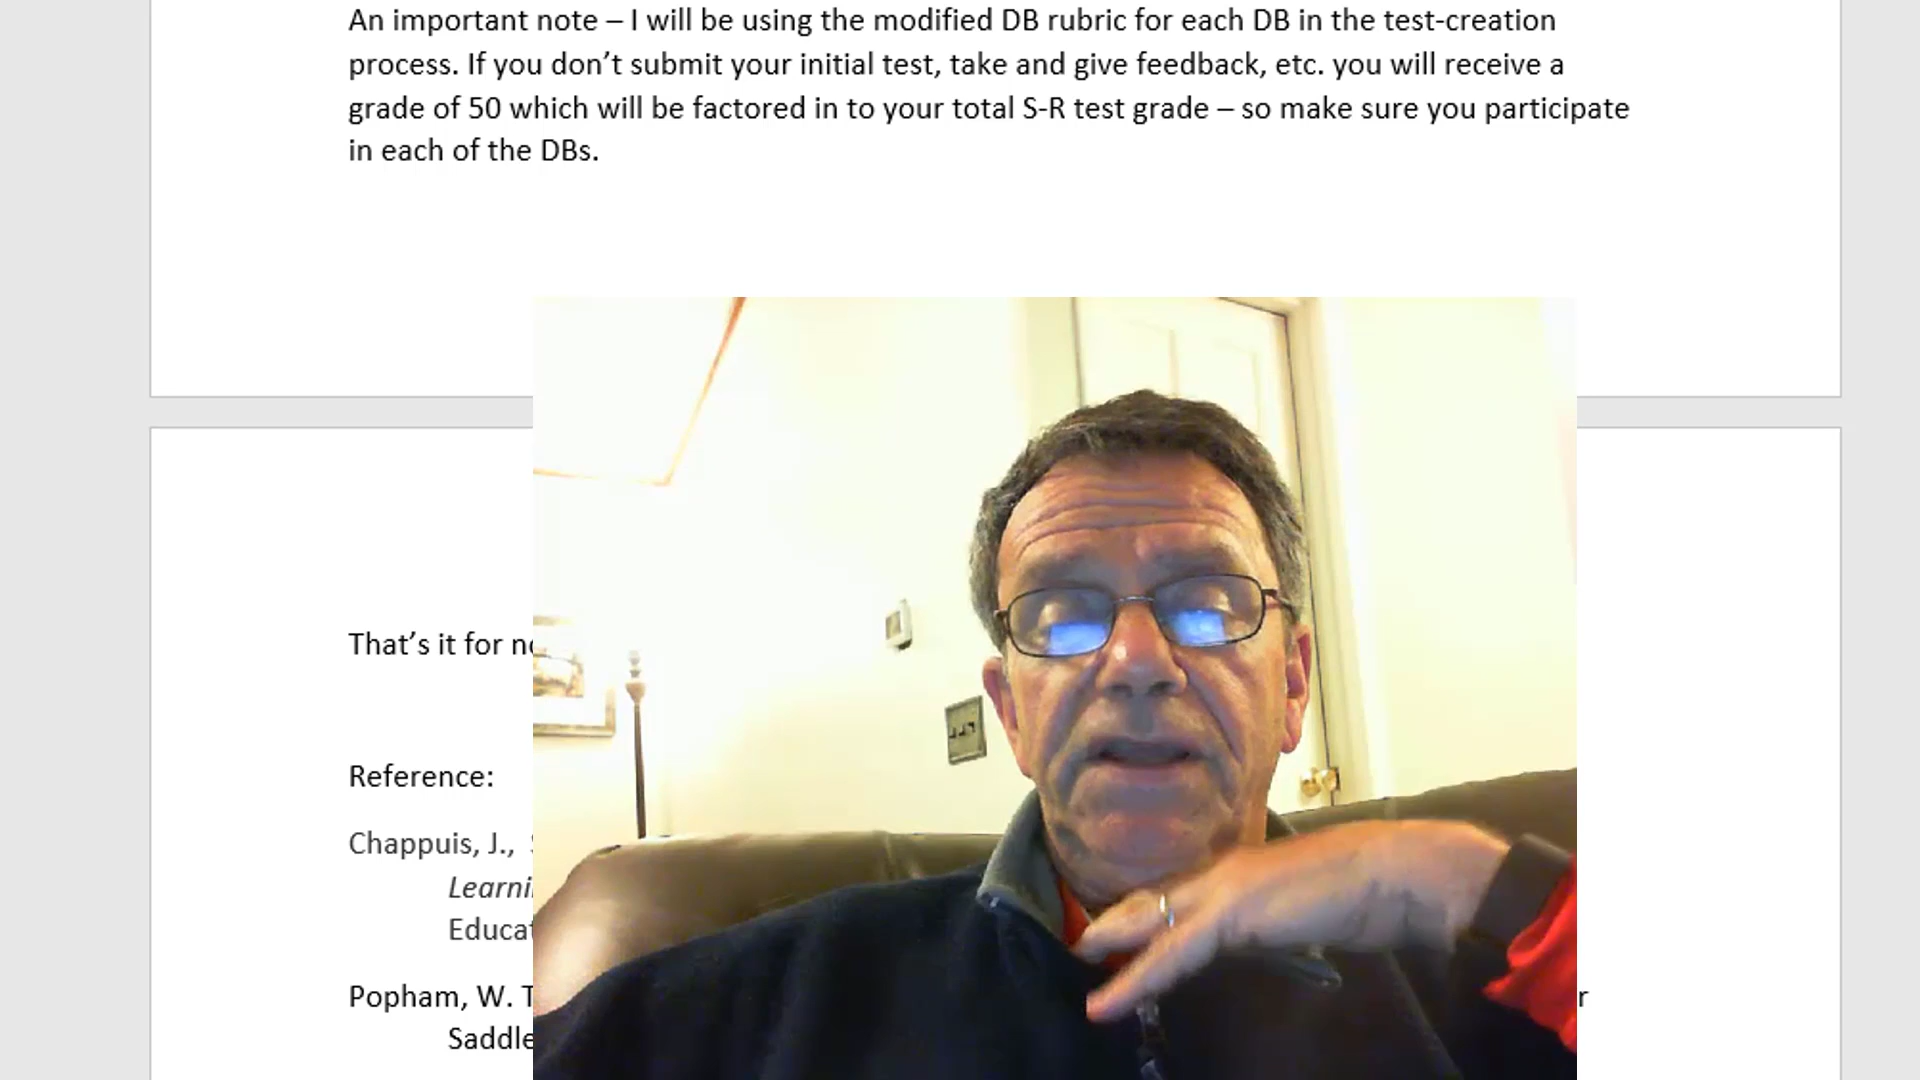 An important note – I will be using the modified DB rubric for each DB in the test-creation
process. If you don’t submit your initial test, take and give feedback, etc. you will receive a
grade of 50 which will be factored in to your total S-R test grade – so make sure you participate
in each of the DBs.
That’s it for
Reference:
Chappuis, J.,
Popham, W.
Saddle